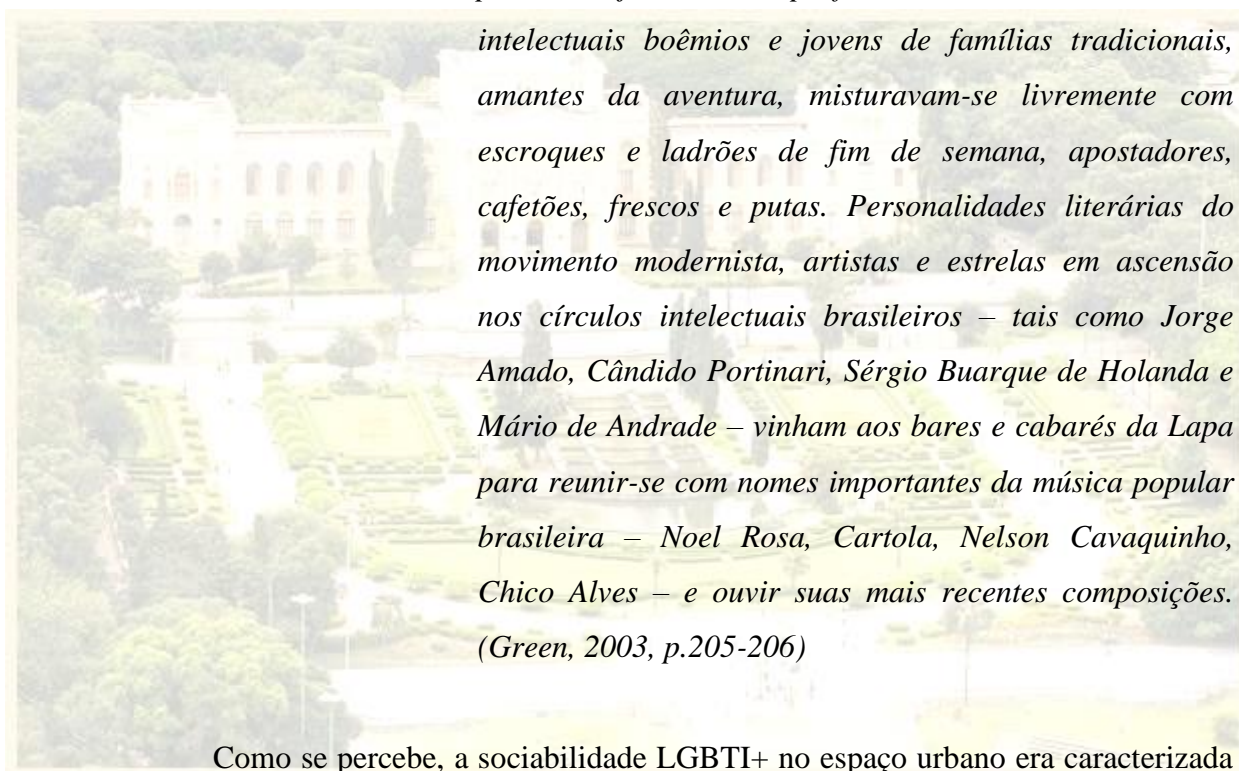 intelectuais boêmios e jovens de famílias tradicionais,
amantes da aventura, misturavam-se livremente com
escroques e ladrões de fim de semana, apostadores,
cafetões, frescos e putas. Personalidades literárias do
movimento modernista, artistas e estrelas em ascensão
nos círculos intelectuais brasileiros – tais como Jorge
Amado, Cândido Portinari, Sérgio Buarque de Holanda e
Mário de Andrade – vinham aos bares e cabarés da Lapa
para reunir-se com nomes importantes da música popular
brasileira – Noel Rosa, Cartola, Nelson Cavaquinho,
Chico Alves – e ouvir suas mais recentes composições.
(Green, 2003, p.205-206)
Como se percebe, a sociabilidade LGBTI+ no espaço urbano era caracterizada